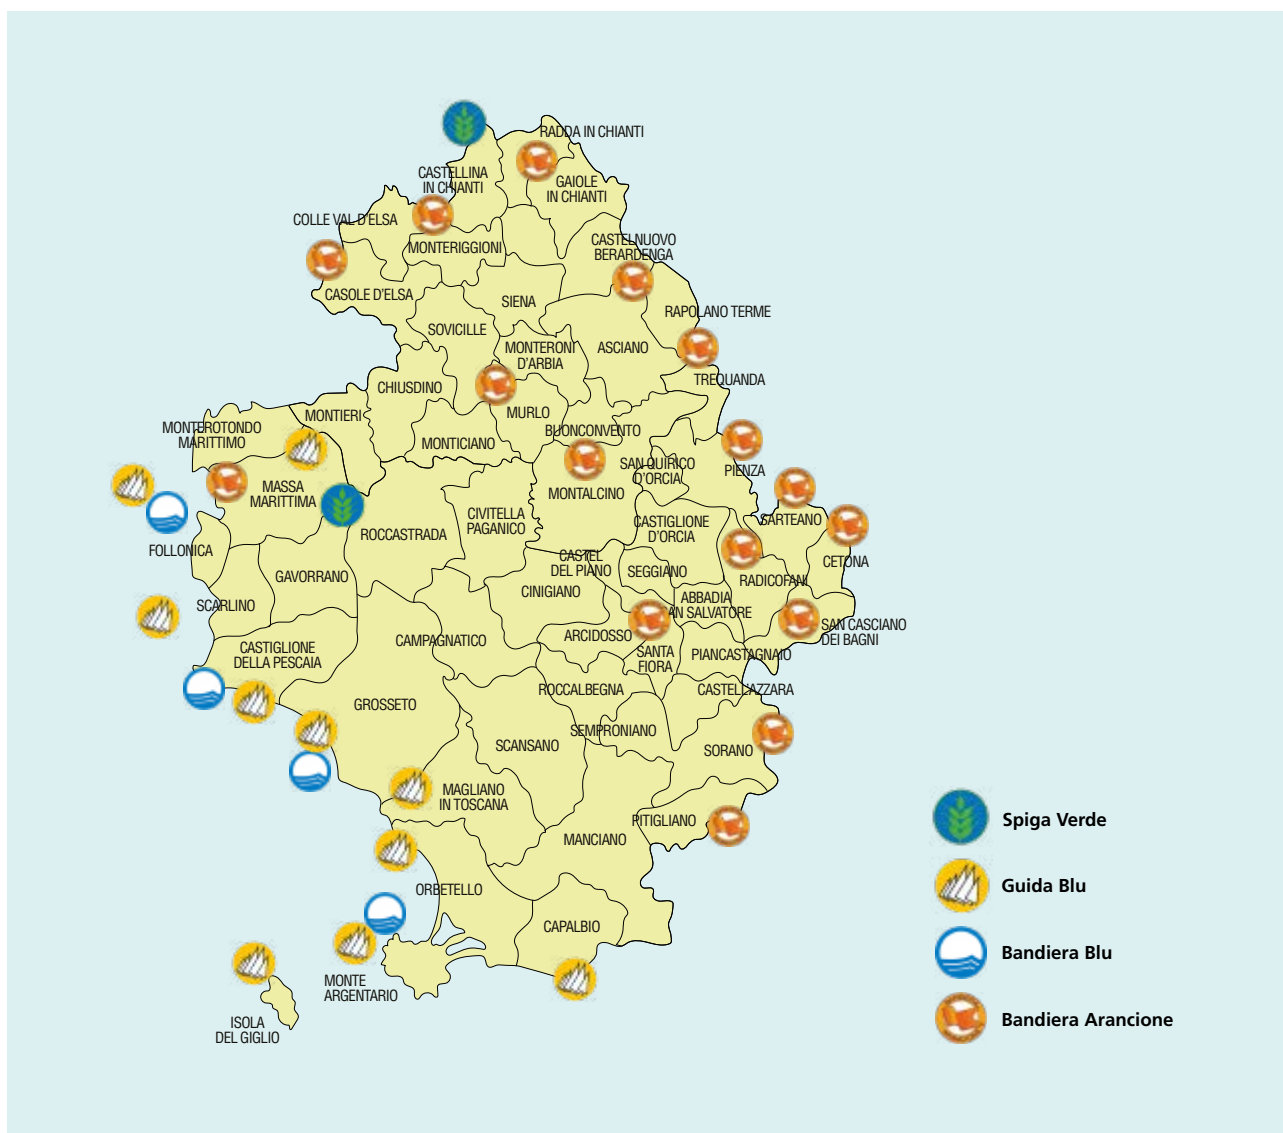 RADDA IN CHIANTI
CASTELLINA
IN CHIANTI
GAIOLE
IN CHIANTI
COLLE VAL D'ELSA
MONTERIGGIONI
CASTELNUOVO
BERARDENGA
CASOLE D'ELSA
SIENA
RAPOLANO TERME
SOVICILLE
MONTERONI
D'ARBIA
ASCIANO
TREQUANDA
CHIUSDINO
MURLO
MONTIERI
MONTEROTONDO
MARITTIMO
MONTICIANO
BUONCONVENTO
SAN QUIRICO
D'ORCIA
PIENZA
MASSA
MARITTIMA
MONTALCINO
CIVITELLA
PAGANICO
CASTIGLIONE
D'ORCIA
SARTEANO
ROCCASTRADA
FOLLONICA
CETONA
CASTEL
DEL PIANO
SEGGIANO
RADICOFANI
GAVORRANO
CINIGIANO
ABBADIA
SAN SALVATORE
SCARLINO
SAN CASCIANO
DEI BAGNI
ARCIDOSSO
CAMPAGNATICO
CASTIGLIONE
DELLA PESCAIA
SANTA
FIORA
PIANCASTAGNAIO
ROCCALBEGNA
CASTELL'AZZARA
GROSSETO
SEMPRONIANO
SCANSANO
SORANO
MAGLIANO
IN TOSCANA
PITIGLIANO
MANCIANO
ORBETELLO
CAPALBIO
MONTE
ARGENTARIO
ISOLA
DEL GIGLIO
Spiga Verde
Guida Blu
Bandiera Blu
Bandiera Arancione